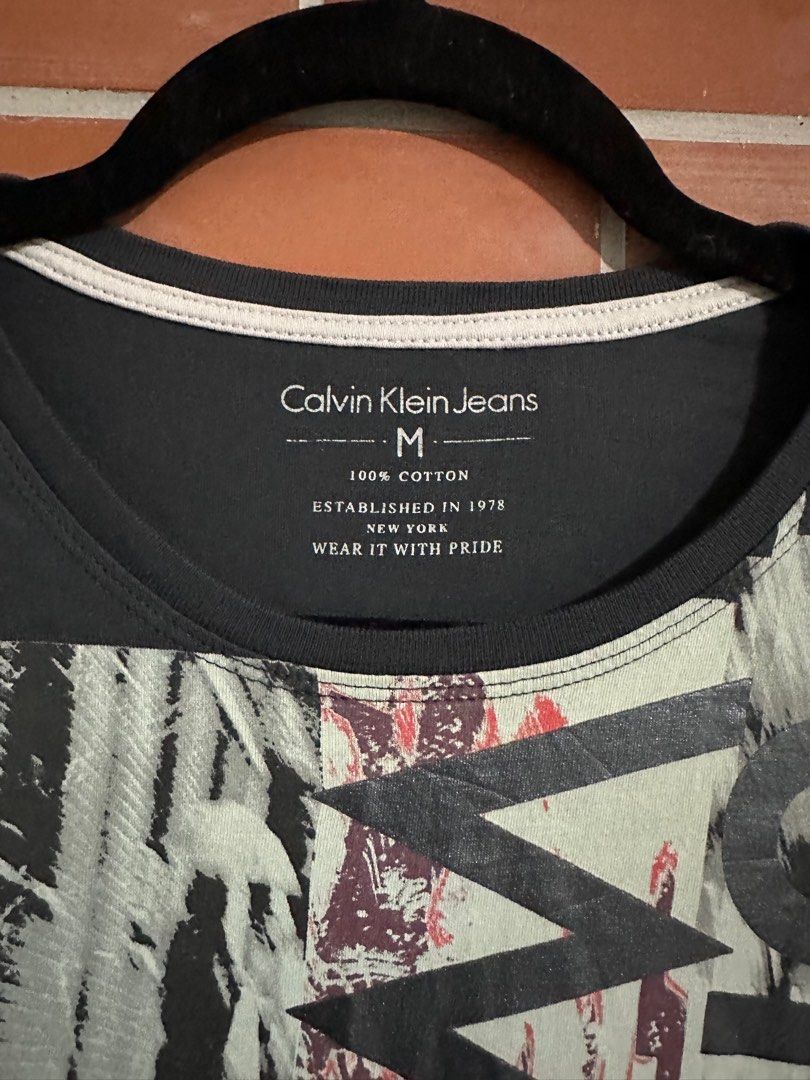 Calvin Klein Jeans
M
100% COTTON
ESTABLISHED IN 1978
NEW YORK
WEAR IT WITH PRIDE